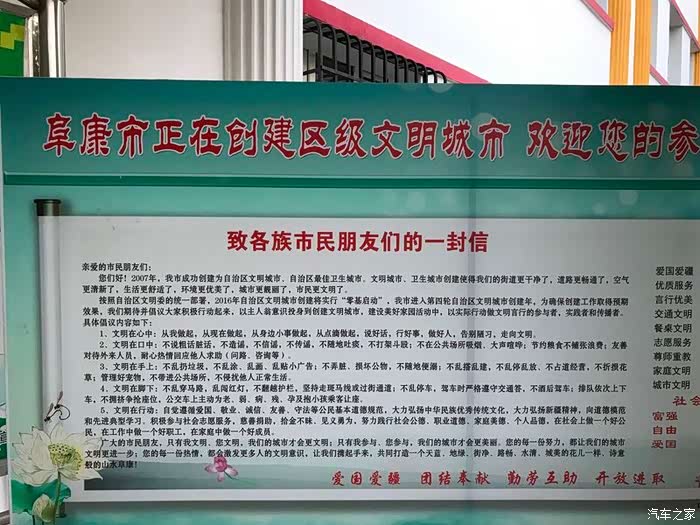 阜康市正在创建区级文明城市 欢迎您的参
致各族市民朋友们的一封信
亲爱的市民朋友们：
您们好！2007年，我市成功创建为自治区文明城市、自治区最佳卫生城市。文明城市、卫生城市创建使得我们的街道更干净了，道路更畅通了，空气
更清新了，生活更舒适了，环境更优美了，城市更靓丽了，市民更文明了。
按照自治区文明委的统一部署，2016年自治区文明城市创建将实行“零基启动”，我市进入第四轮自治区文明城市创建年，为确保创建工作取得预期
效果，我们期待并倡议大家积极行动起来，以主人翁意识投身到创建文明城市，建设美好家园活动中，以实际行动做文明言行的参与者、实践者和传播者。
具体倡议内容如下：
1、文明在心中：从我做起，从现在做起，从身边小事做起，从点滴做起，说好话，行好事，做好人，告别陋习，走向文明。
2、文明在口中：不说粗话脏话，不造谣，不信谣，不传谣，不随地吐痰，不打架斗殴；不在公共场所吸烟、大声喧哗；节约粮食不铺张浪费；友善
对待外来人员，耐心热情回应他人求助（问路、咨询等）。
3、文明在手上：不乱扔垃圾，不乱涂、乱画、乱贴小广告；不弄脏、损坏公物，不随地便溺；不乱搭乱建，不乱停乱放、不占道经营，不折损花
草；管理好宠物，不带进公共场所，不侵扰他人正常生活。
4、文明在脚下：不乱穿马路，乱闯红灯，不翻越护栏，坚持走斑马线或过街通道；不乱停车，驾车时严格遵守交通规，不酒后驾车；排队依次上下
车，不拥挤争抢座位，公交车上主动为老、弱、病、残、孕及抱小孩乘客让座。
5、文明在行动：自觉遵循爱国、敬业、诚信、友善、守法等公民基本道德规范，大力弘扬中华民族优秀传统文化，大力弘扬新疆精神，向道德模范
和先进典型学习。积极参与社会志愿服务，慈善捐助，拾金不昧、见义勇为，努力践行社会公德、职业道德、家庭美德、个人品德，在社会上做一个好公
民，在工作中做一个好职工，在家庭中做一个好成员。
广大的市民朋友，只有我文明、您文明，我们的城市才会更文明；只有我参与、您参与，我们的城市才会更美丽。您的每一份努力，都让我们的城市
文明更进一步；您的每一份热情，都会激发更多人的文明意识，让我们携起手来，共同打造一个天蓝、地绿、街净、路畅、水清、城美的花儿一样、诗意
般的山水阜康！
爱国爱疆 团结奉献 勤劳互助 开放进取
爱国爱疆
优质服务
言行优美
交通文明
餐桌文明
志愿服务
尊师重教
家庭文明
城市文明
社会
富强
自由
爱国
汽车之家